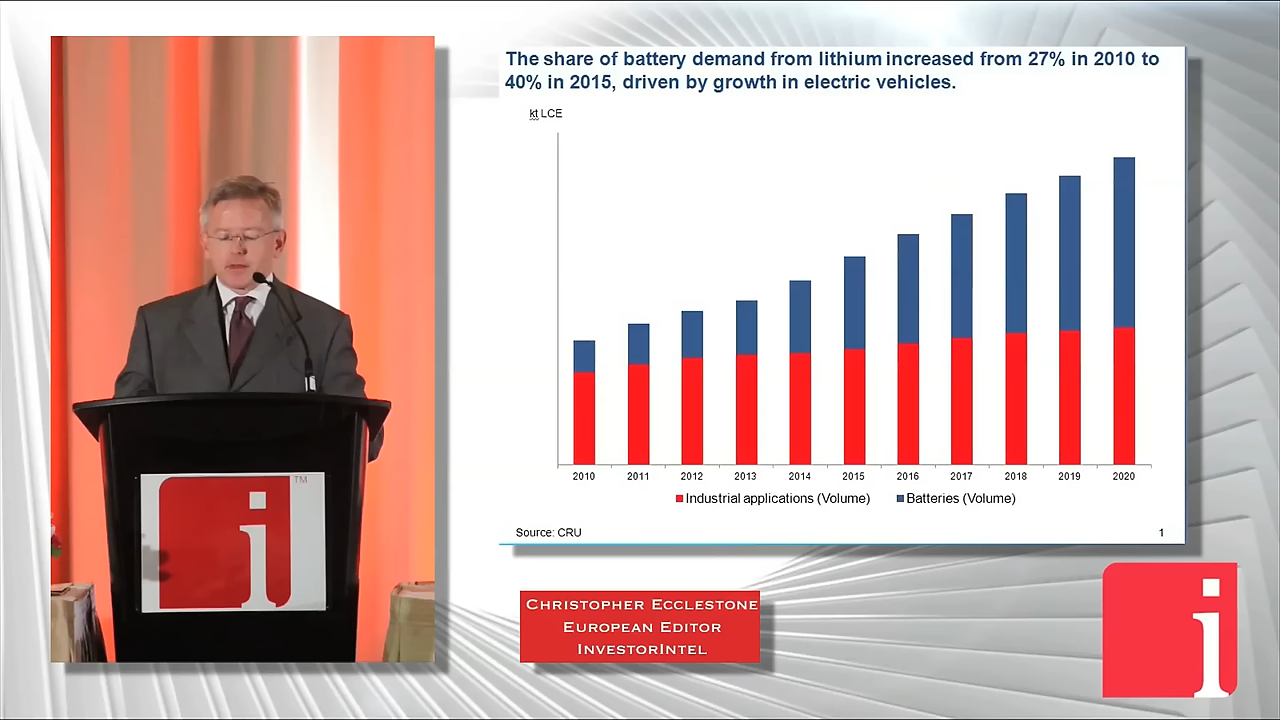 The share of battery demand from lithium increased from 27% in 2010 to
40% in 2015, driven by growth in electric vehicles.
kt LCE
2010 2011 2012 2013 2014 2015 2016 2017 2018 2019 2020
Industrial applications (Volume) Batteries (Volume)
Source: CRU 1
i TM
Christopher Ecclestone
European Editor
InvestorIntel
i